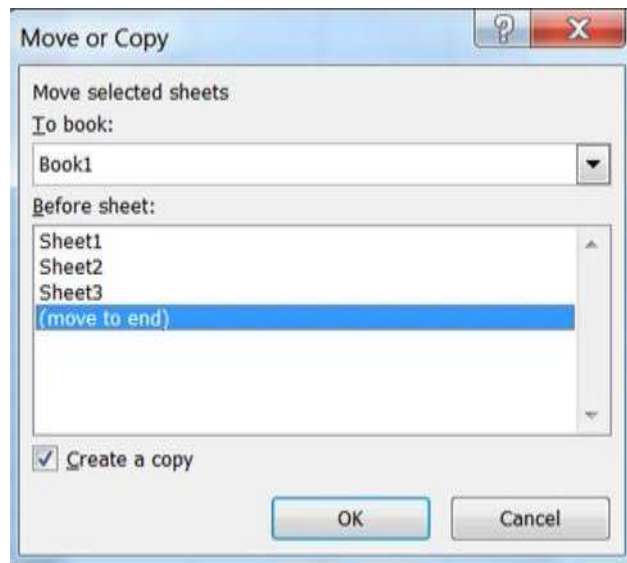 Move or Copy
Move selected sheets
To book:
Book1
Before sheet:
Sheet1
Sheet2
Sheet3
(move to end)
Create a copy
OK
Cancel